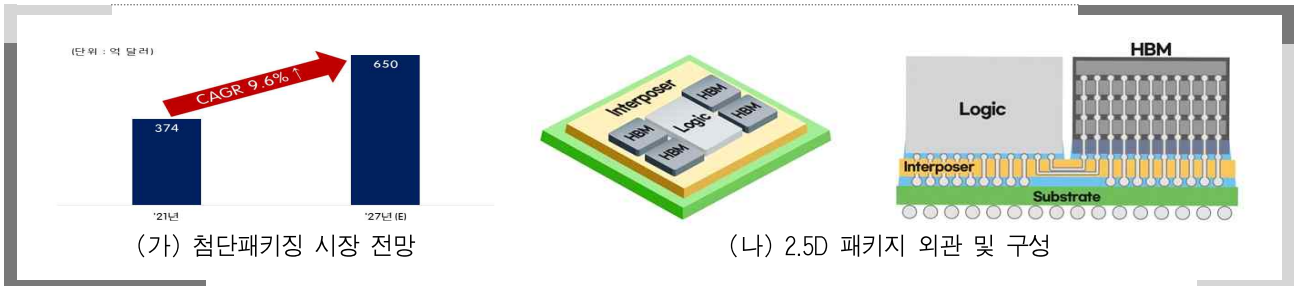 (단위 : 억 달러)
CAGR 9.6% ↑
374
650
'21년
'27년 (E)
(가) 첨단패키징 시장 전망
Interposer
HBM
HBM
Logic
HBM
HBM
HBM
Logic
Interposer
Substrate
(나) 2.5D 패키지 외관 및 구성